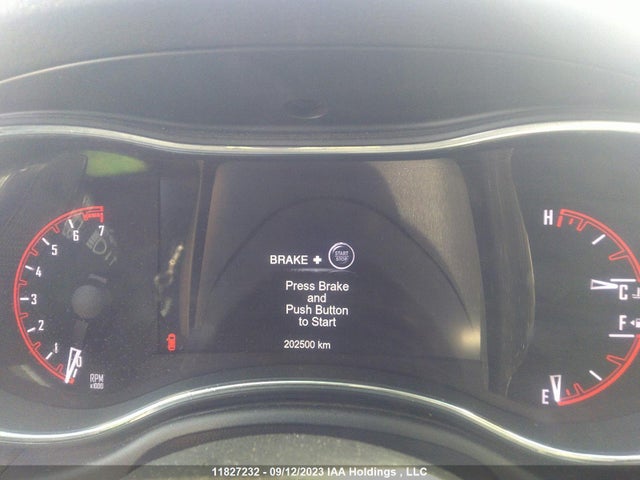 7
6
5
4
3
2
1
0
RPM
x1000
BRAKE + START STOP
Press Brake
and
Push Button
to Start
202500 km
H
C
F
E
11827232 - 09/12/2023 IAA Holdings , LLC